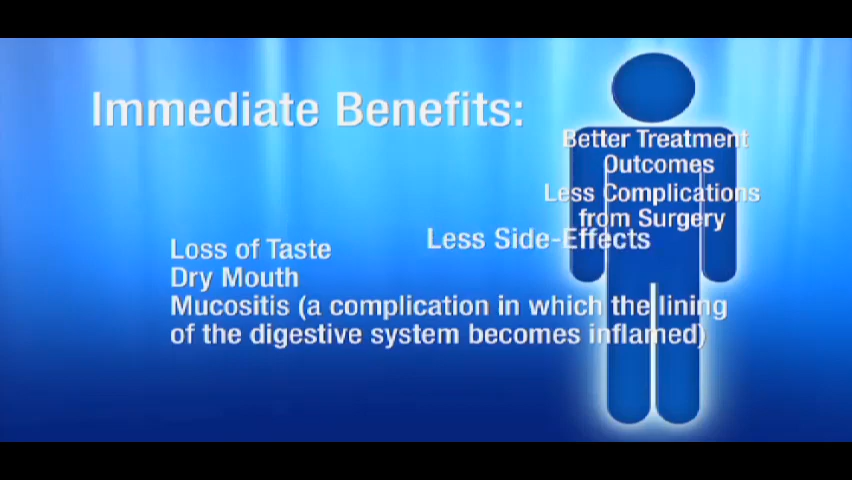 Immediate Benefits:
Better Treatment
Outcomes
Less Complications
from Surgery
Less Side-Effects
Loss of Taste
Dry Mouth
Mucositis (a complication in which the lining
of the digestive system becomes inflamed)